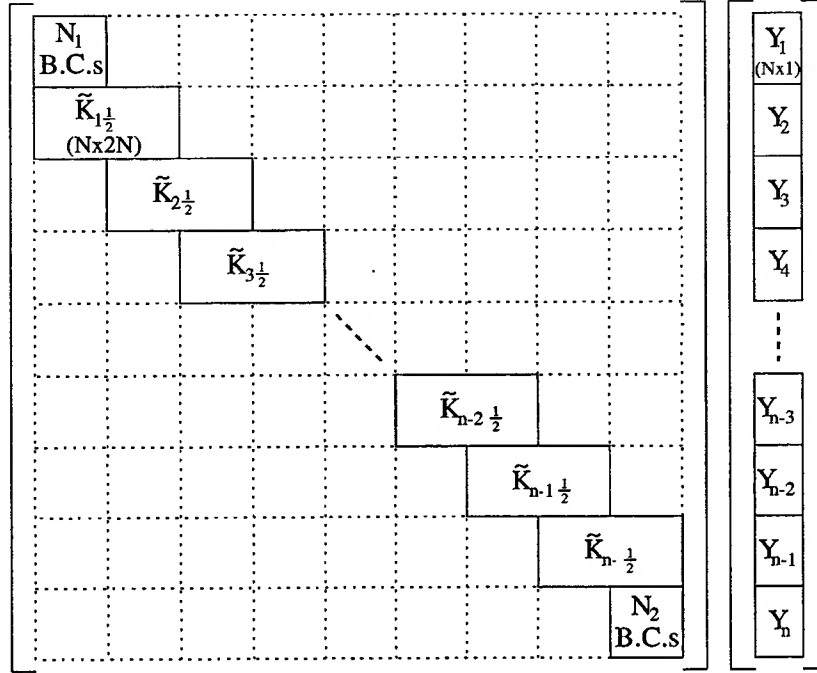 N₁
B.C.s
K̃₁½
(Nx2N)
K̃₂½
K̃₃½
K̃ₙ₋₂ ½
K̃ₙ₋₁ ½
K̃ₙ₋ ½
N₂
B.C.s
Y₁
(Nx1)
Y₂
Y₃
Y₄
Yₙ₋₃
Yₙ₋₂
Yₙ₋₁
Yₙ